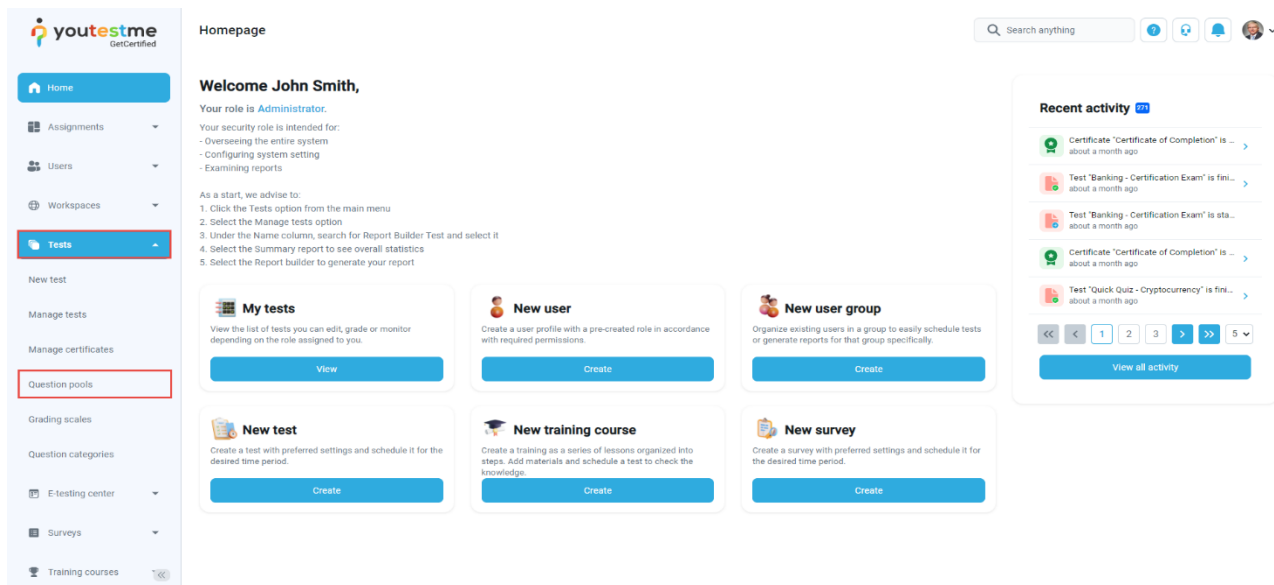 youtestme
GetCertified
Homepage
Search anything
Home
Assignments
Users
Workspaces
Tests
New test
Manage tests
Manage certificates
Question pools
Grading scales
Question categories
E-testing center
Surveys
Training courses
Welcome John Smith,
Your role is Administrator.
Your security role is intended for:
- Overseeing the entire system
- Configuring system setting
- Examining reports
As a start, we advise to:
1. Click the Tests option from the main menu
2. Select the Manage tests option
3. Under the Name column, search for Report Builder Test and select it
4. Select the Summary report to see overall statistics
5. Select the Report builder to generate your report
My tests
View the list of tests you can edit, grade or monitor
depending on the role assigned to you.
View
New user
Create a user profile with a pre-created role in accordance
with required permissions.
Create
New user group
Organize existing users in a group to easily schedule tests
or generate reports for that group specifically.
Create
New test
Create a test with preferred settings and schedule it for the
desired time period.
Create
New training course
Create a training as a series of lessons organized into
steps. Add materials and schedule a test to check the
knowledge.
Create
New survey
Create a survey with preferred settings and schedule it for
the desired time period.
Create
Recent activity 271
Certificate "Certificate of Completion" is ...
about a month ago
Test "Banking - Certification Exam" is fini...
about a month ago
Test "Banking - Certification Exam" is sta...
about a month ago
Certificate "Certificate of Completion" is ...
about a month ago
Test "Quick Quiz - Cryptocurrency" is fini...
about a month ago
<< < 1 2 3 > >> 5
View all activity